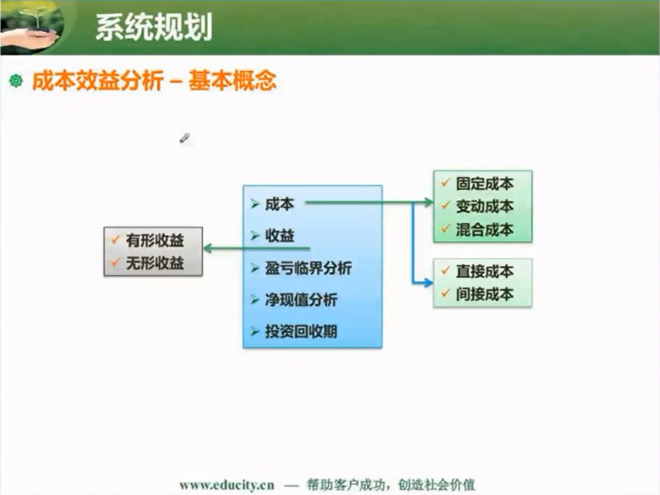 系统规划
成本效益分析 – 基本概念
成本
收益
盈亏临界分析
净现值分析
投资回收期
有形收益
无形收益
固定成本
变动成本
混合成本
直接成本
间接成本
www.educity.cn — 帮助客户成功，创造社会价值